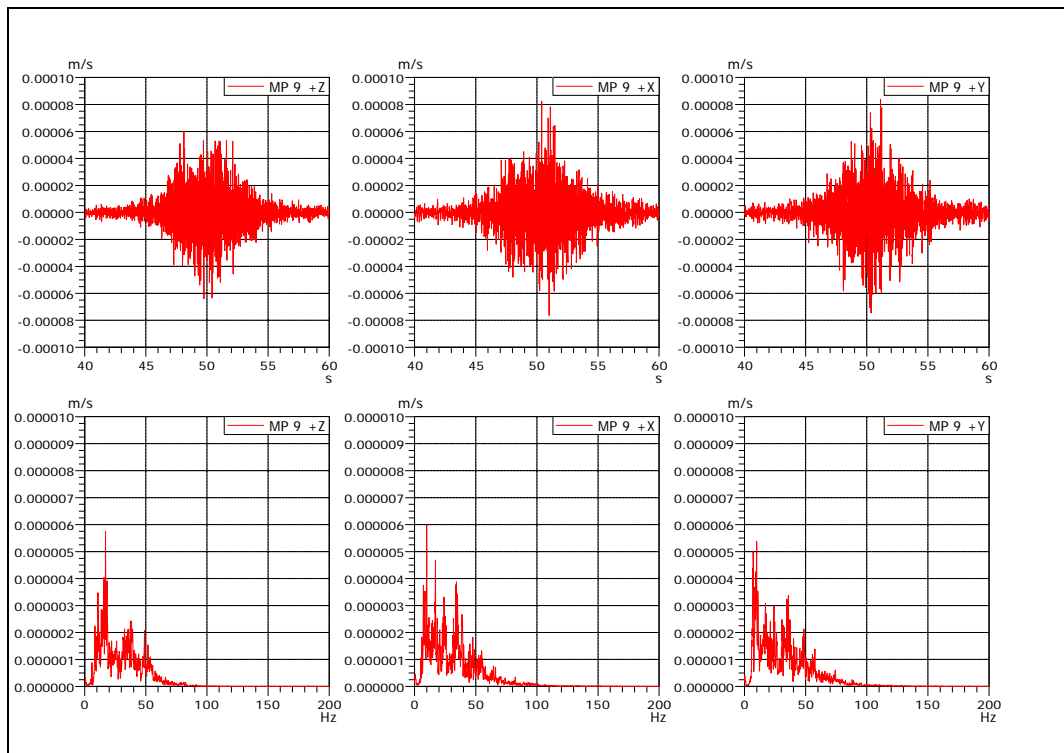 m/s m/s m/s
0.00010 MP 9 +Z 0.00010 MP 9 +X 0.00010 MP 9 +Y
0.00008 0.00008 0.00008
0.00006 0.00006 0.00006
0.00004 0.00004 0.00004
0.00002 0.00002 0.00002
0.00000 0.00000 0.00000
-0.00002 -0.00002 -0.00002
-0.00004 -0.00004 -0.00004
-0.00006 -0.00006 -0.00006
-0.00008 -0.00008 -0.00008
-0.00010 -0.00010 -0.00010
40 45 50 55 60 40 45 50 55 60 40 45 50 55 60
s s s
m/s m/s m/s
0.000010 MP 9 +Z 0.000010 MP 9 +X 0.000010 MP 9 +Y
0.000009 0.000009 0.000009
0.000008 0.000008 0.000008
0.000007 0.000007 0.000007
0.000006 0.000006 0.000006
0.000005 0.000005 0.000005
0.000004 0.000004 0.000004
0.000003 0.000003 0.000003
0.000002 0.000002 0.000002
0.000001 0.000001 0.000001
0.000000 0.000000 0.000000
0 50 100 150 200 0 50 100 150 200 0 50 100 150 200
Hz Hz Hz